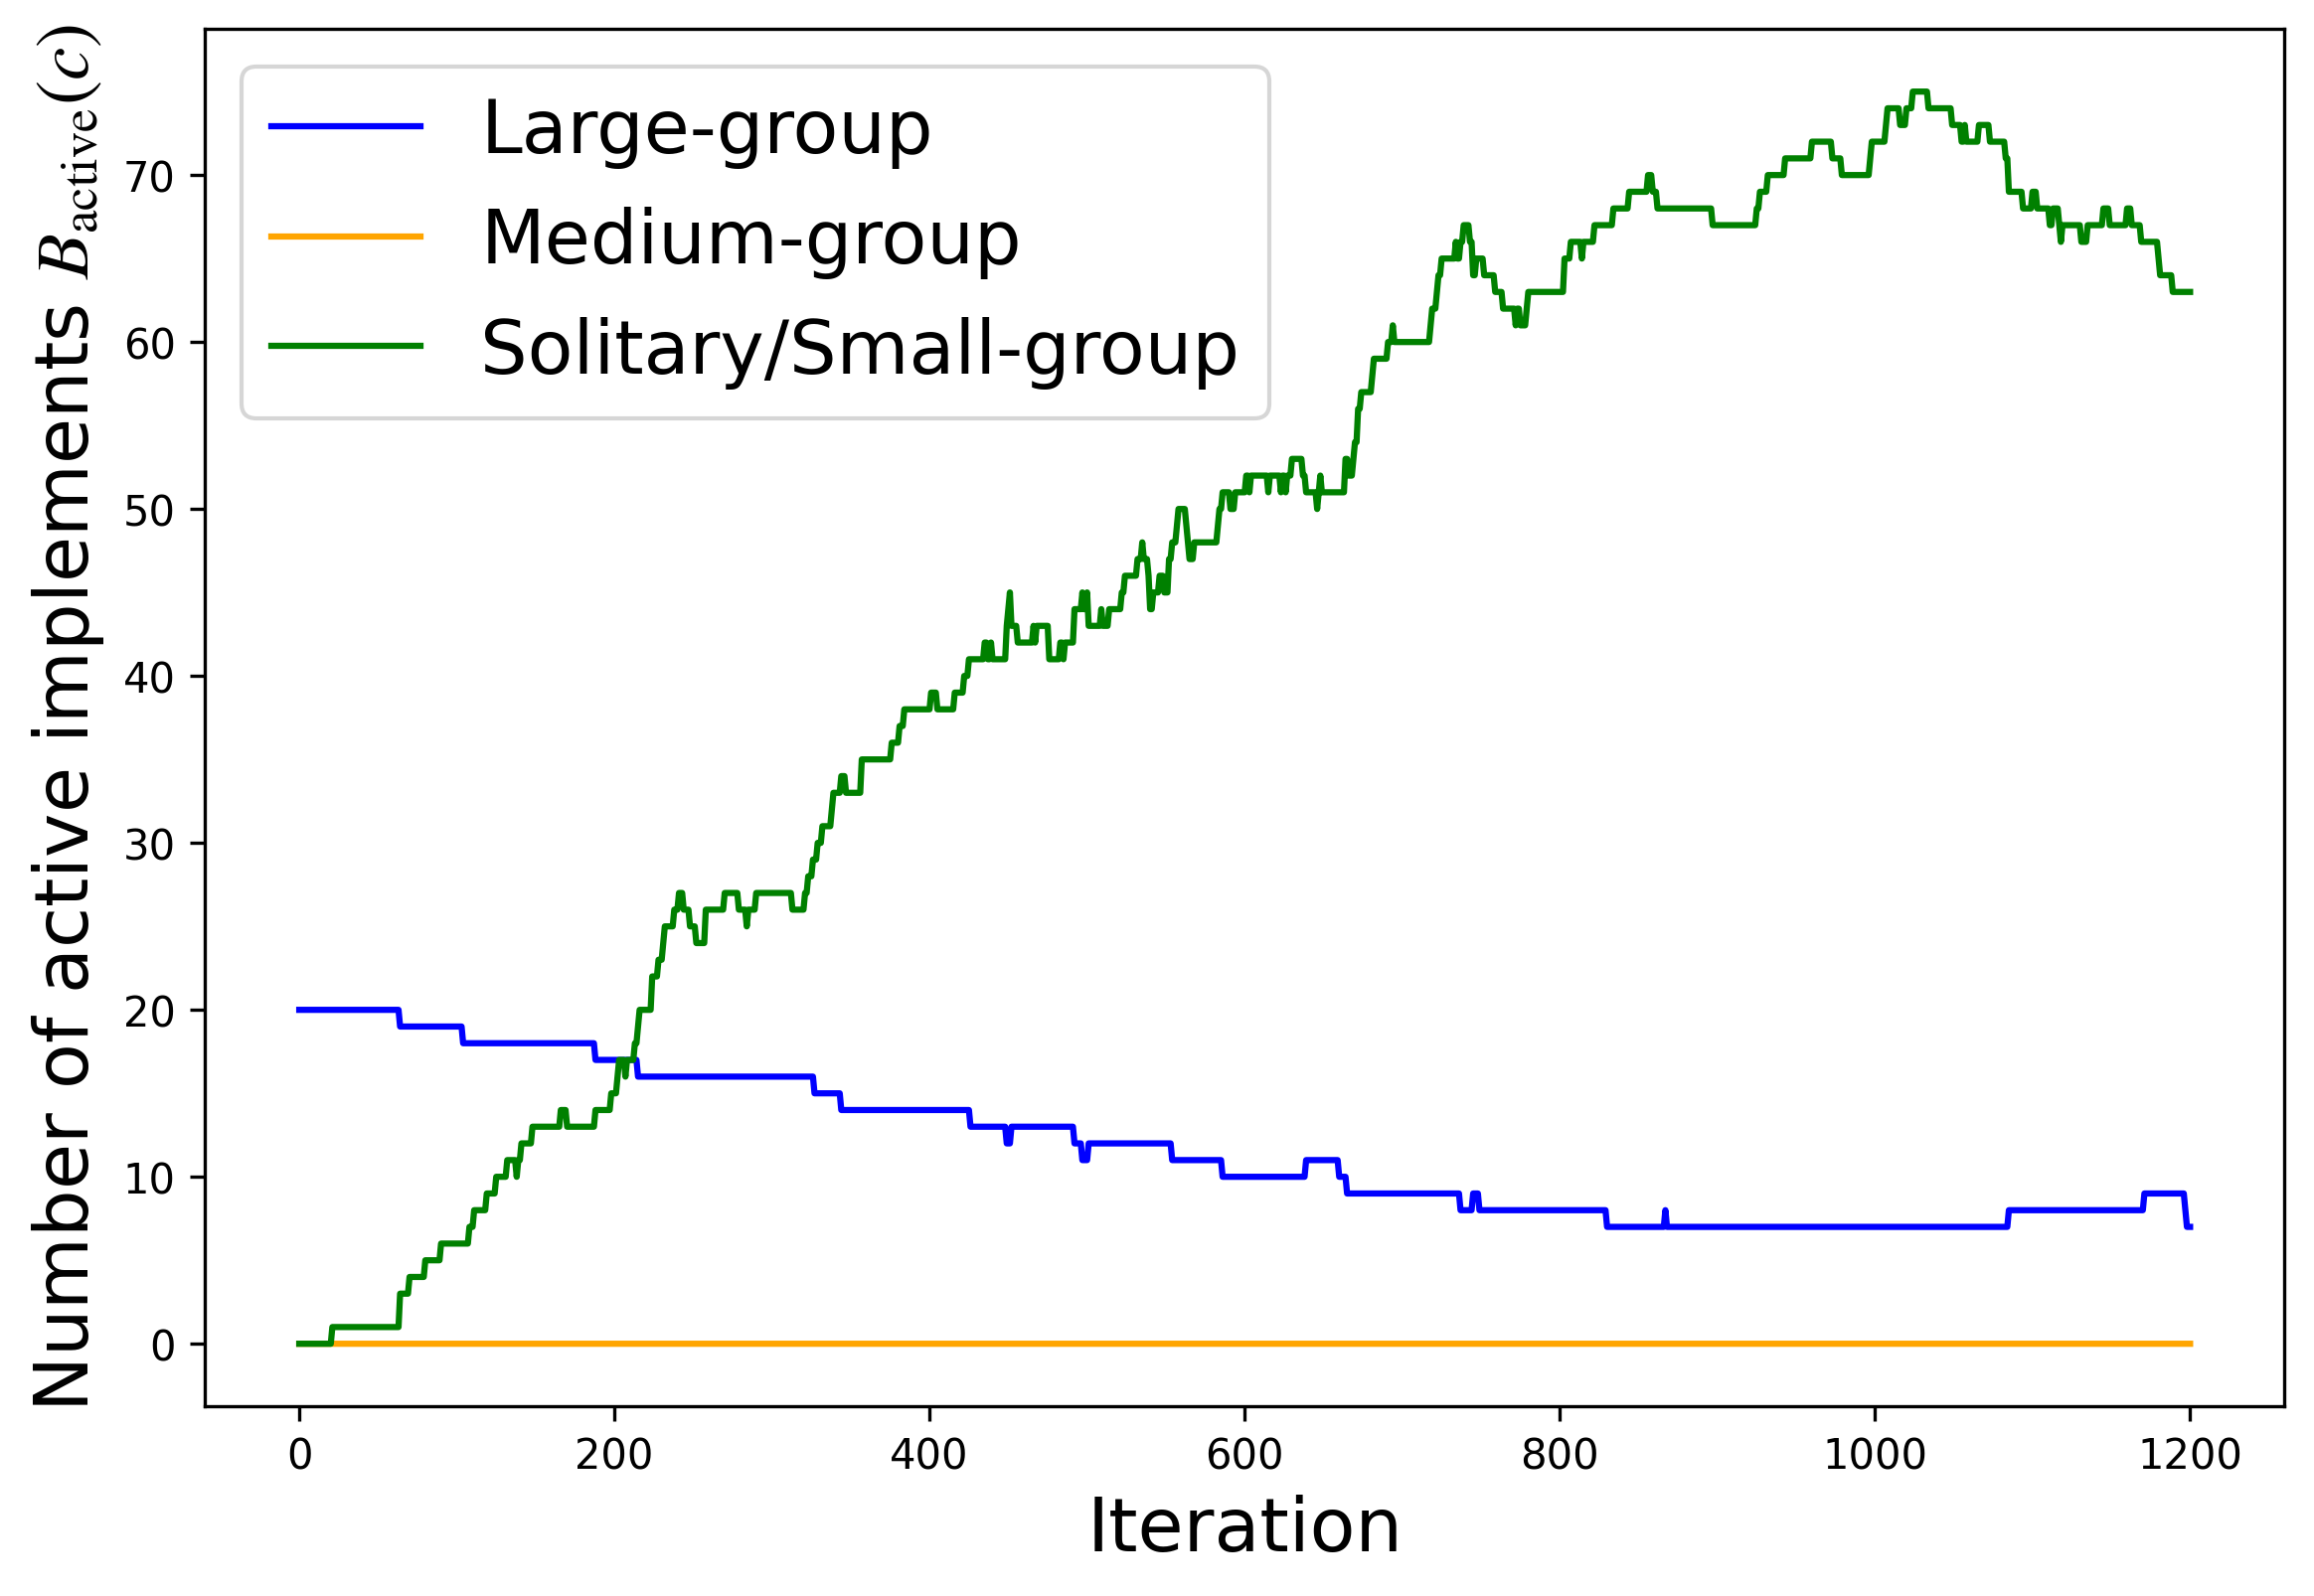 Number of active implements B_active(c)
Large-group
Medium-group
Solitary/Small-group
70
60
50
40
30
20
10
0
0 200 400 600 800 1000 1200
Iteration